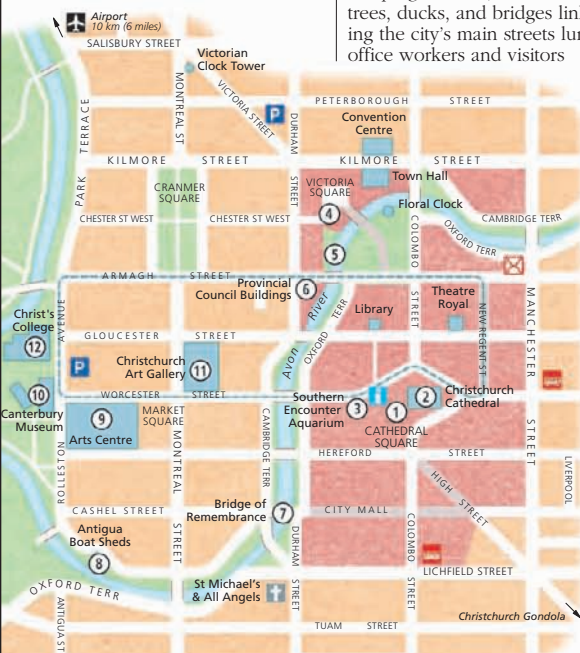 trees, ducks, and bridges
ing the city's main streets
office workers and visitors
Airport
10 km (6 miles)
SALISBURY STREET
Victorian
Clock Tower
MONTREAL ST
VICTORIA STREET
P
DURHAM
STREET
PETERBOROUGH STREET
Convention
Centre
PARK TERRACE
KILMORE STREET
KILMORE STREET
CRANMER
SQUARE
VICTORIA
SQUARE
Town Hall
Floral Clock
4
CHESTER ST WEST
CHESTER ST WEST
CAMBRIDGE TERR
OXFORD TERR
COLOMBO
STREET
5
ARMAGH STREET
Provincial
Council Buildings
6
Avon River
OXFORD TERR
Library
Theatre
Royal
NEW REGENT ST
MANCHESTER
STREET
Christ's
College
12
ROLLESTON
AVENUE
GLOUCESTER STREET
P
Christchurch
Art Gallery
11
10
Canterbury
Museum
WORCESTER STREET
9
Arts Centre
MARKET
SQUARE
MONTREAL
STREET
CAMBRIDGE TERR
Southern
Encounter
Aquarium
3
i
1
2
Christchurch
Cathedral
CATHEDRAL
SQUARE
HEREFORD STREET
LIVERPOOL
HIGH STREET
CASHEL STREET
Bridge of
Remembrance
7
CITY MALL
Antigua
Boat Sheds
8
DURHAM
STREET
COLOMBO
STREET
LICHFIELD STREET
OXFORD TERR
ANTIGUA ST
St Michael's
& All Angels
Christchurch Gondola
TUAM STREET